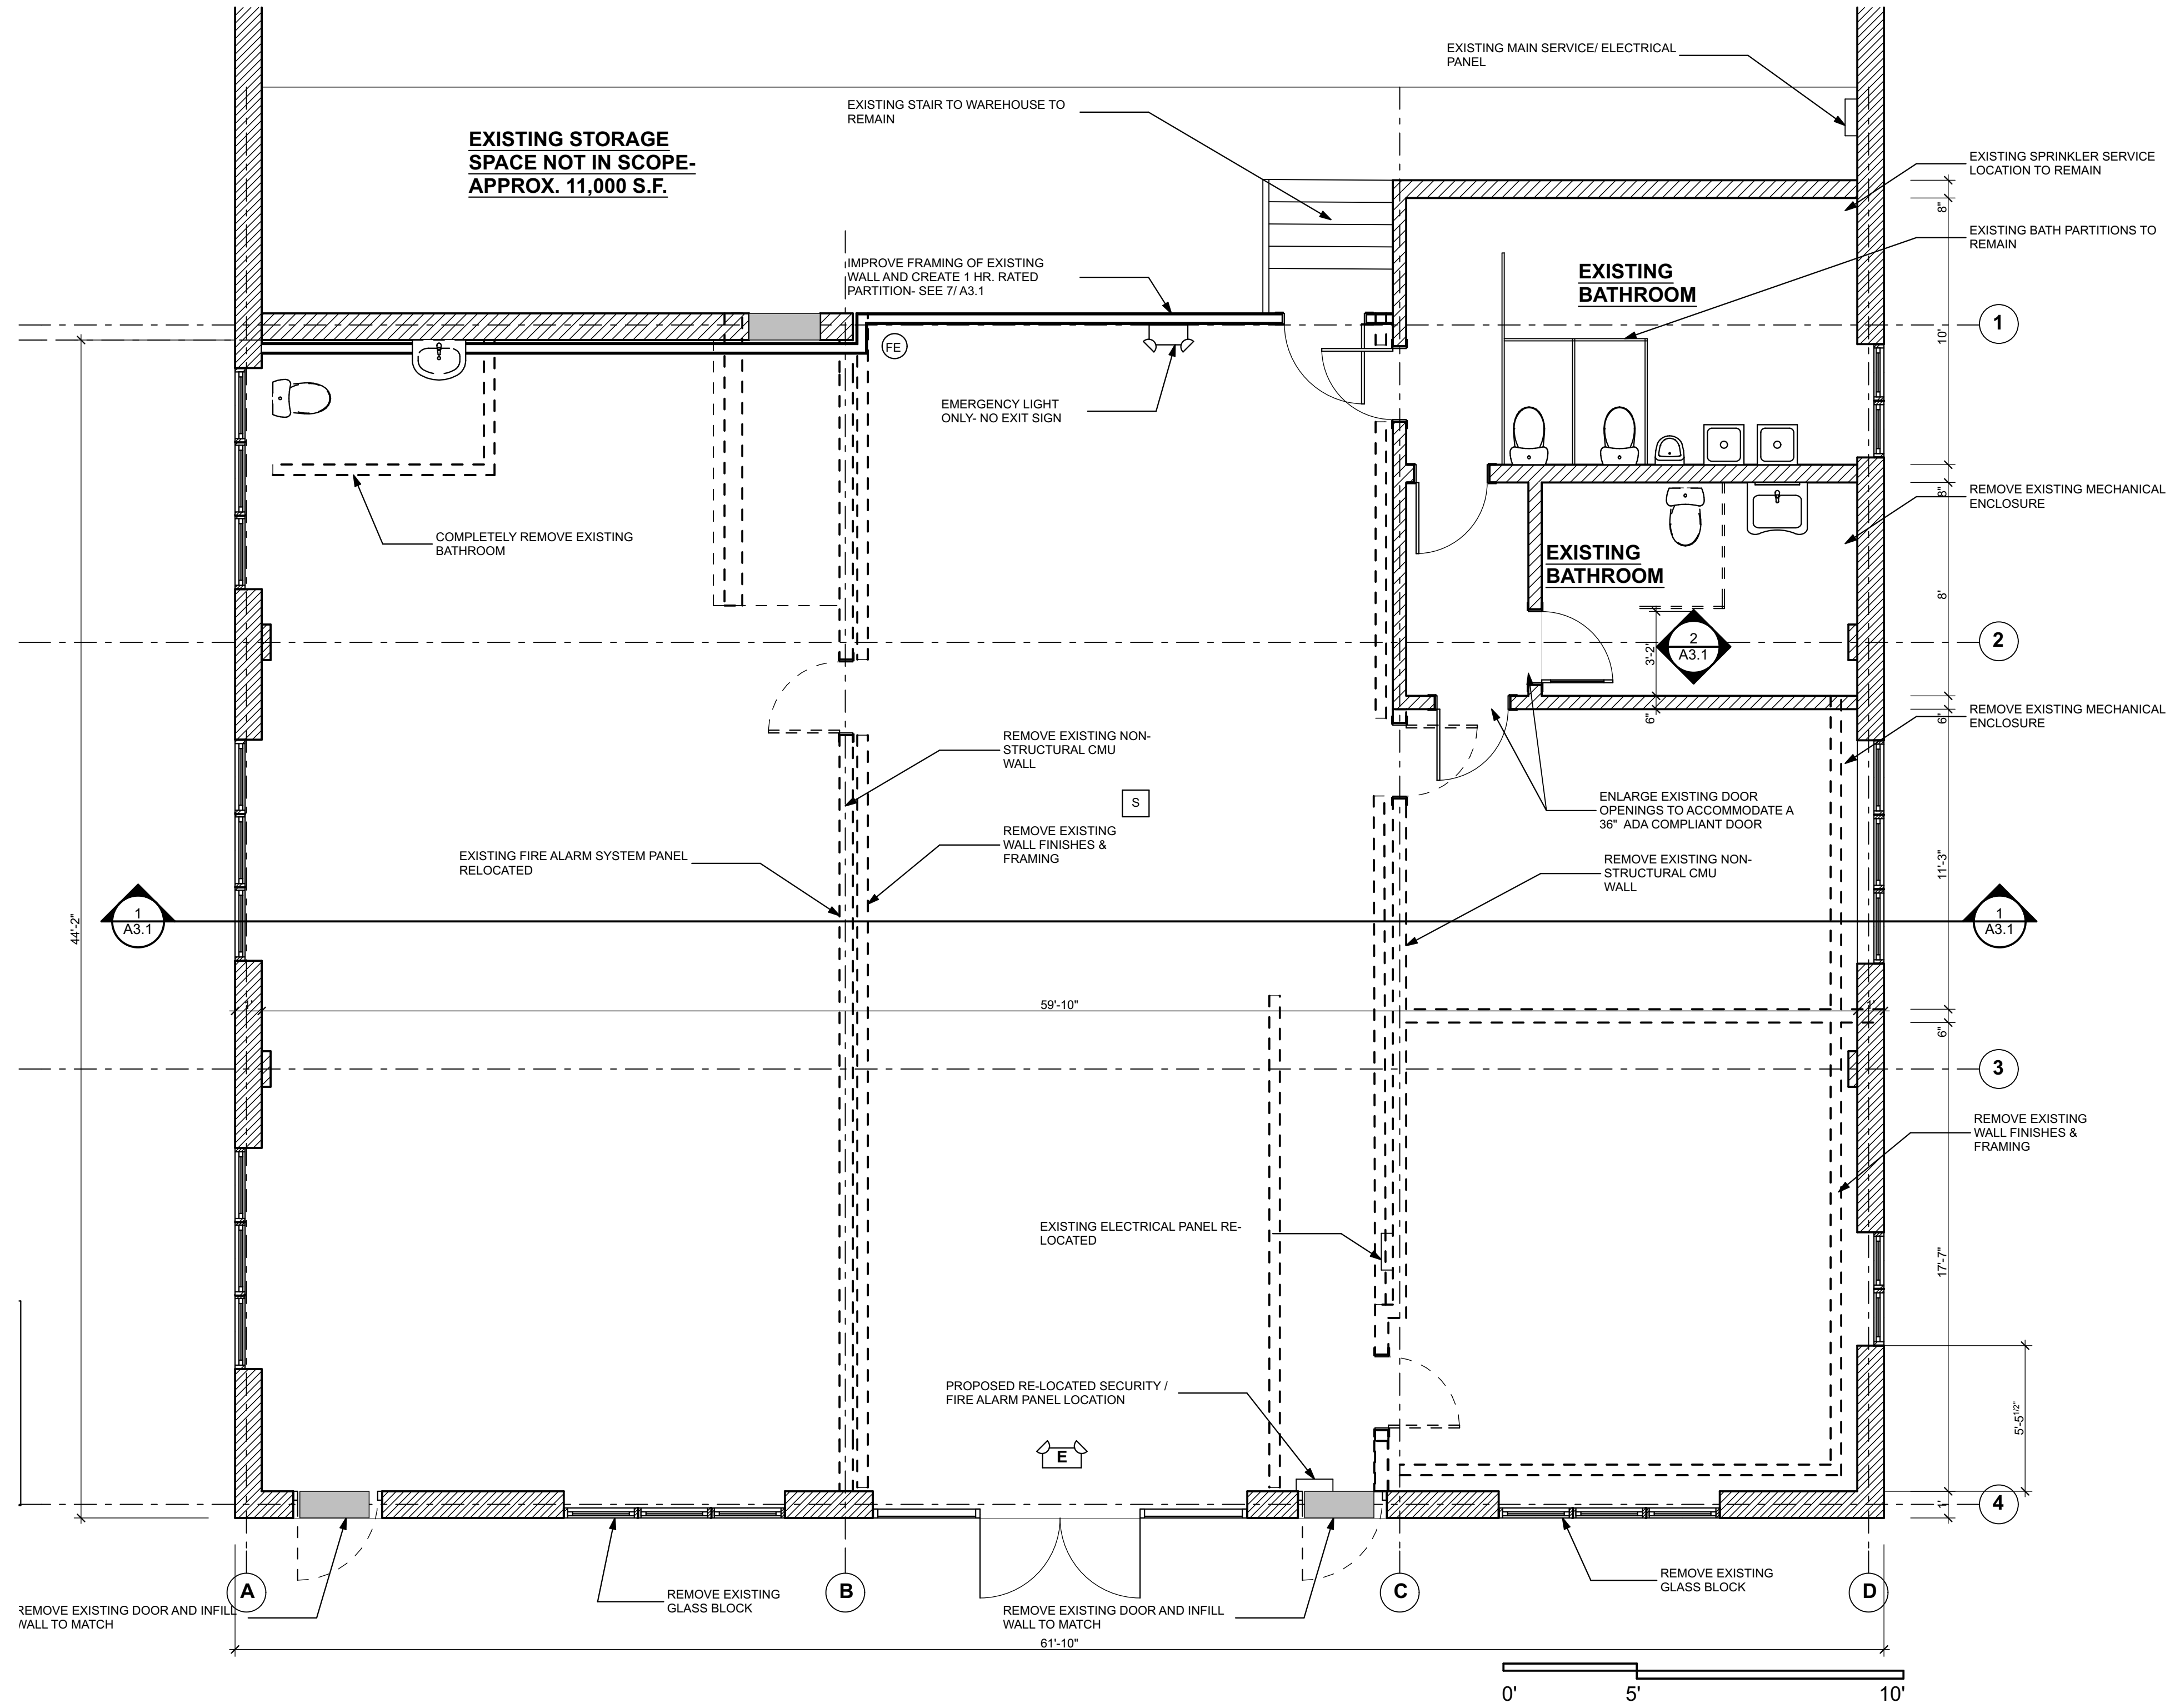 EXISTING MAIN SERVICE/ ELECTRICAL
PANEL
EXISTING STAIR TO WAREHOUSE TO
REMAIN
EXISTING STORAGE
SPACE NOT IN SCOPE-
APPROX. 11,000 S.F.
EXISTING SPRINKLER SERVICE
LOCATION TO REMAIN
8"
EXISTING BATH PARTITIONS TO
REMAIN
IMPROVE FRAMING OF EXISTING
WALL AND CREATE 1 HR. RATED
PARTITION- SEE 7/ A3.1
EXISTING
BATHROOM
1
10'
FE
EMERGENCY LIGHT
ONLY- NO EXIT SIGN
8"
REMOVE EXISTING MECHANICAL
ENCLOSURE
COMPLETELY REMOVE EXISTING
BATHROOM
EXISTING
BATHROOM
8'
2
A3.1
3'-2"
2
6"
6"
REMOVE EXISTING MECHANICAL
ENCLOSURE
REMOVE EXISTING NON-
STRUCTURAL CMU
WALL
S
ENLARGE EXISTING DOOR
OPENINGS TO ACCOMMODATE A
36" ADA COMPLIANT DOOR
REMOVE EXISTING
WALL FINISHES &
FRAMING
EXISTING FIRE ALARM SYSTEM PANEL
RELOCATED
REMOVE EXISTING NON-
STRUCTURAL CMU
WALL
11'-3"
44'-2"
1
A3.1
1
A3.1
1'
59'-10"
1'
6"
3
REMOVE EXISTING
WALL FINISHES &
FRAMING
EXISTING ELECTRICAL PANEL RE-
LOCATED
17'-7"
PROPOSED RE-LOCATED SECURITY /
FIRE ALARM PANEL LOCATION
5'-5 1/2"
E
1'
4
A
B
C
D
REMOVE EXISTING DOOR AND INFILL
WALL TO MATCH
REMOVE EXISTING
GLASS BLOCK
REMOVE EXISTING DOOR AND INFILL
WALL TO MATCH
REMOVE EXISTING
GLASS BLOCK
61'-10"
0'
5'
10'